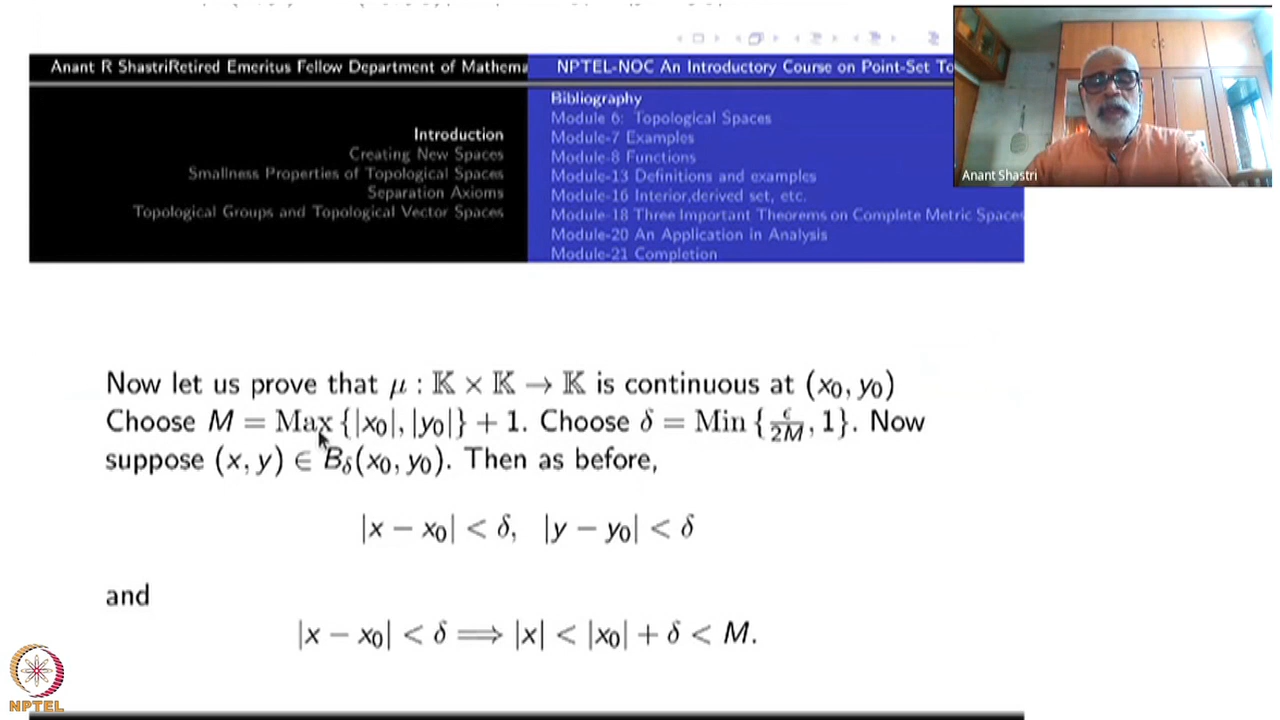 Anant R ShastriRetired Emeritus Fellow Department of Mathema
NPTEL-NOC An Introductory Course on Point-Set To
Introduction
Creating New Spaces
Smallness Properties of Topological Spaces
Separation Axioms
Topological Groups and Topological Vector Spaces
Bibliography
Module 6: Topological Spaces
Module-7 Examples
Module-8 Functions
Module-13 Definitions and examples
Module-16 Interior,derived set, etc.
Module-18 Three Important Theorems on Complete Metric Spaces
Module-20 An Application in Analysis
Module-21 Completion
Anant Shastri
Now let us prove that μ : 𝕂 × 𝕂 → 𝕂 is continuous at (x₀, y₀)
Choose M = Max {|x₀|, |y₀|} + 1. Choose δ = Min {ϵ/2M, 1}. Now
suppose (x, y) ∈ B_δ(x₀, y₀). Then as before,
|x − x₀| < δ, |y − y₀| < δ
and
|x − x₀| < δ ⟹ |x| < |x₀| + δ < M.
NPTEL